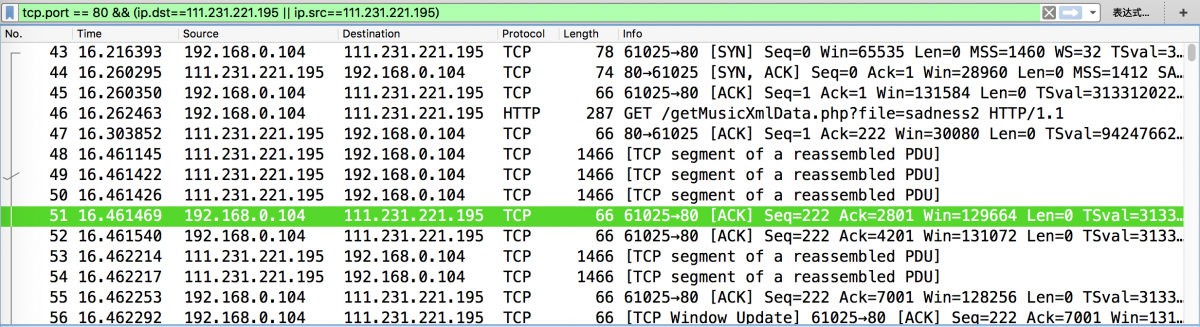 tcp.port == 80 && (ip.dst==111.231.221.195 || ip.src==111.231.221.195) 表达式… +
No. Time Source Destination Protocol Length Info
43 16.216393 192.168.0.104 111.231.221.195 TCP 78 61025→80 [SYN] Seq=0 Win=65535 Len=0 MSS=1460 WS=32 TSval=3…
44 16.260295 111.231.221.195 192.168.0.104 TCP 74 80→61025 [SYN, ACK] Seq=0 Ack=1 Win=28960 Len=0 MSS=1412 SA…
45 16.260350 192.168.0.104 111.231.221.195 TCP 66 61025→80 [ACK] Seq=1 Ack=1 Win=131584 Len=0 TSval=313312022…
46 16.262463 192.168.0.104 111.231.221.195 HTTP 287 GET /getMusicXmlData.php?file=sadness2 HTTP/1.1
47 16.303852 111.231.221.195 192.168.0.104 TCP 66 80→61025 [ACK] Seq=1 Ack=222 Win=30080 Len=0 TSval=94247662…
48 16.461145 111.231.221.195 192.168.0.104 TCP 1466 [TCP segment of a reassembled PDU]
49 16.461422 111.231.221.195 192.168.0.104 TCP 1466 [TCP segment of a reassembled PDU]
50 16.461426 111.231.221.195 192.168.0.104 TCP 1466 [TCP segment of a reassembled PDU]
51 16.461469 192.168.0.104 111.231.221.195 TCP 66 61025→80 [ACK] Seq=222 Ack=2801 Win=129664 Len=0 TSval=3133…
52 16.461540 192.168.0.104 111.231.221.195 TCP 66 61025→80 [ACK] Seq=222 Ack=4201 Win=131072 Len=0 TSval=3133…
53 16.462214 111.231.221.195 192.168.0.104 TCP 1466 [TCP segment of a reassembled PDU]
54 16.462217 111.231.221.195 192.168.0.104 TCP 1466 [TCP segment of a reassembled PDU]
55 16.462253 192.168.0.104 111.231.221.195 TCP 66 61025→80 [ACK] Seq=222 Ack=7001 Win=128256 Len=0 TSval=3133…
56 16.462292 192.168.0.104 111.231.221.195 TCP 66 [TCP Window Update] 61025→80 [ACK] Seq=222 Ack=7001 Win=131…